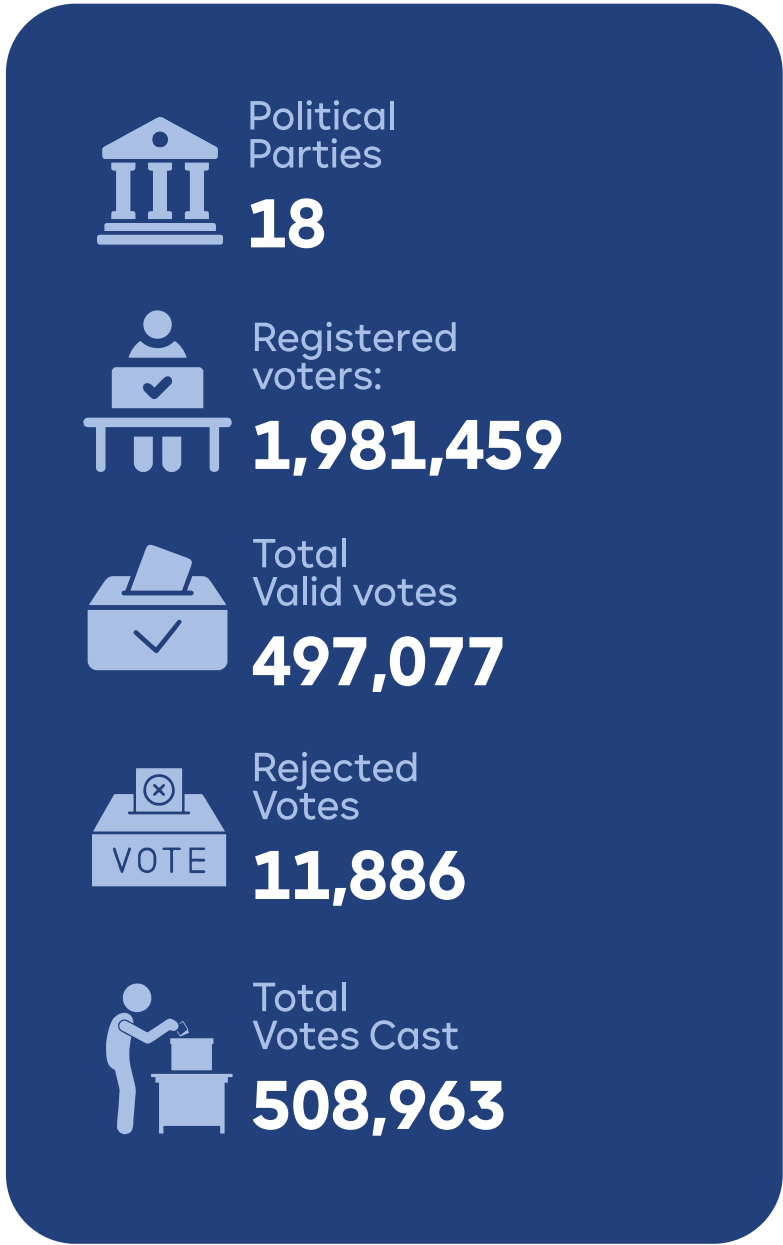 Political
Parties
18
Registered
voters:
1,981,459
Total
Valid votes
497,077
Rejected
Votes
VOTE
11,886
Total
Votes Cast
508,963